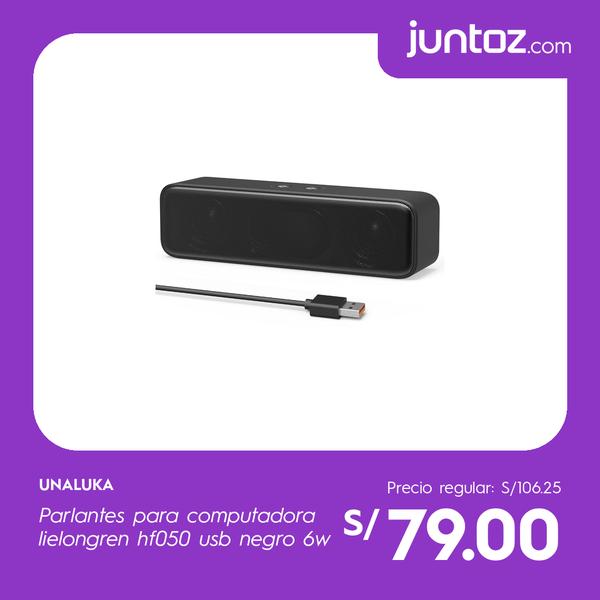 juntoz.com
UNALUKA
Parlantes para computadora
lielongren hf050 usb negro 6w
Precio regular: S/106.25
S/79.00